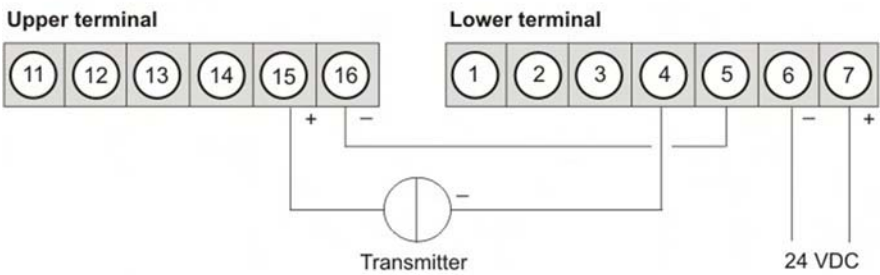 Upper terminal
Lower terminal
11 12 13 14 15 16
1 2 3 4 5 6 7
+ –
– +
–
Transmitter
24 VDC